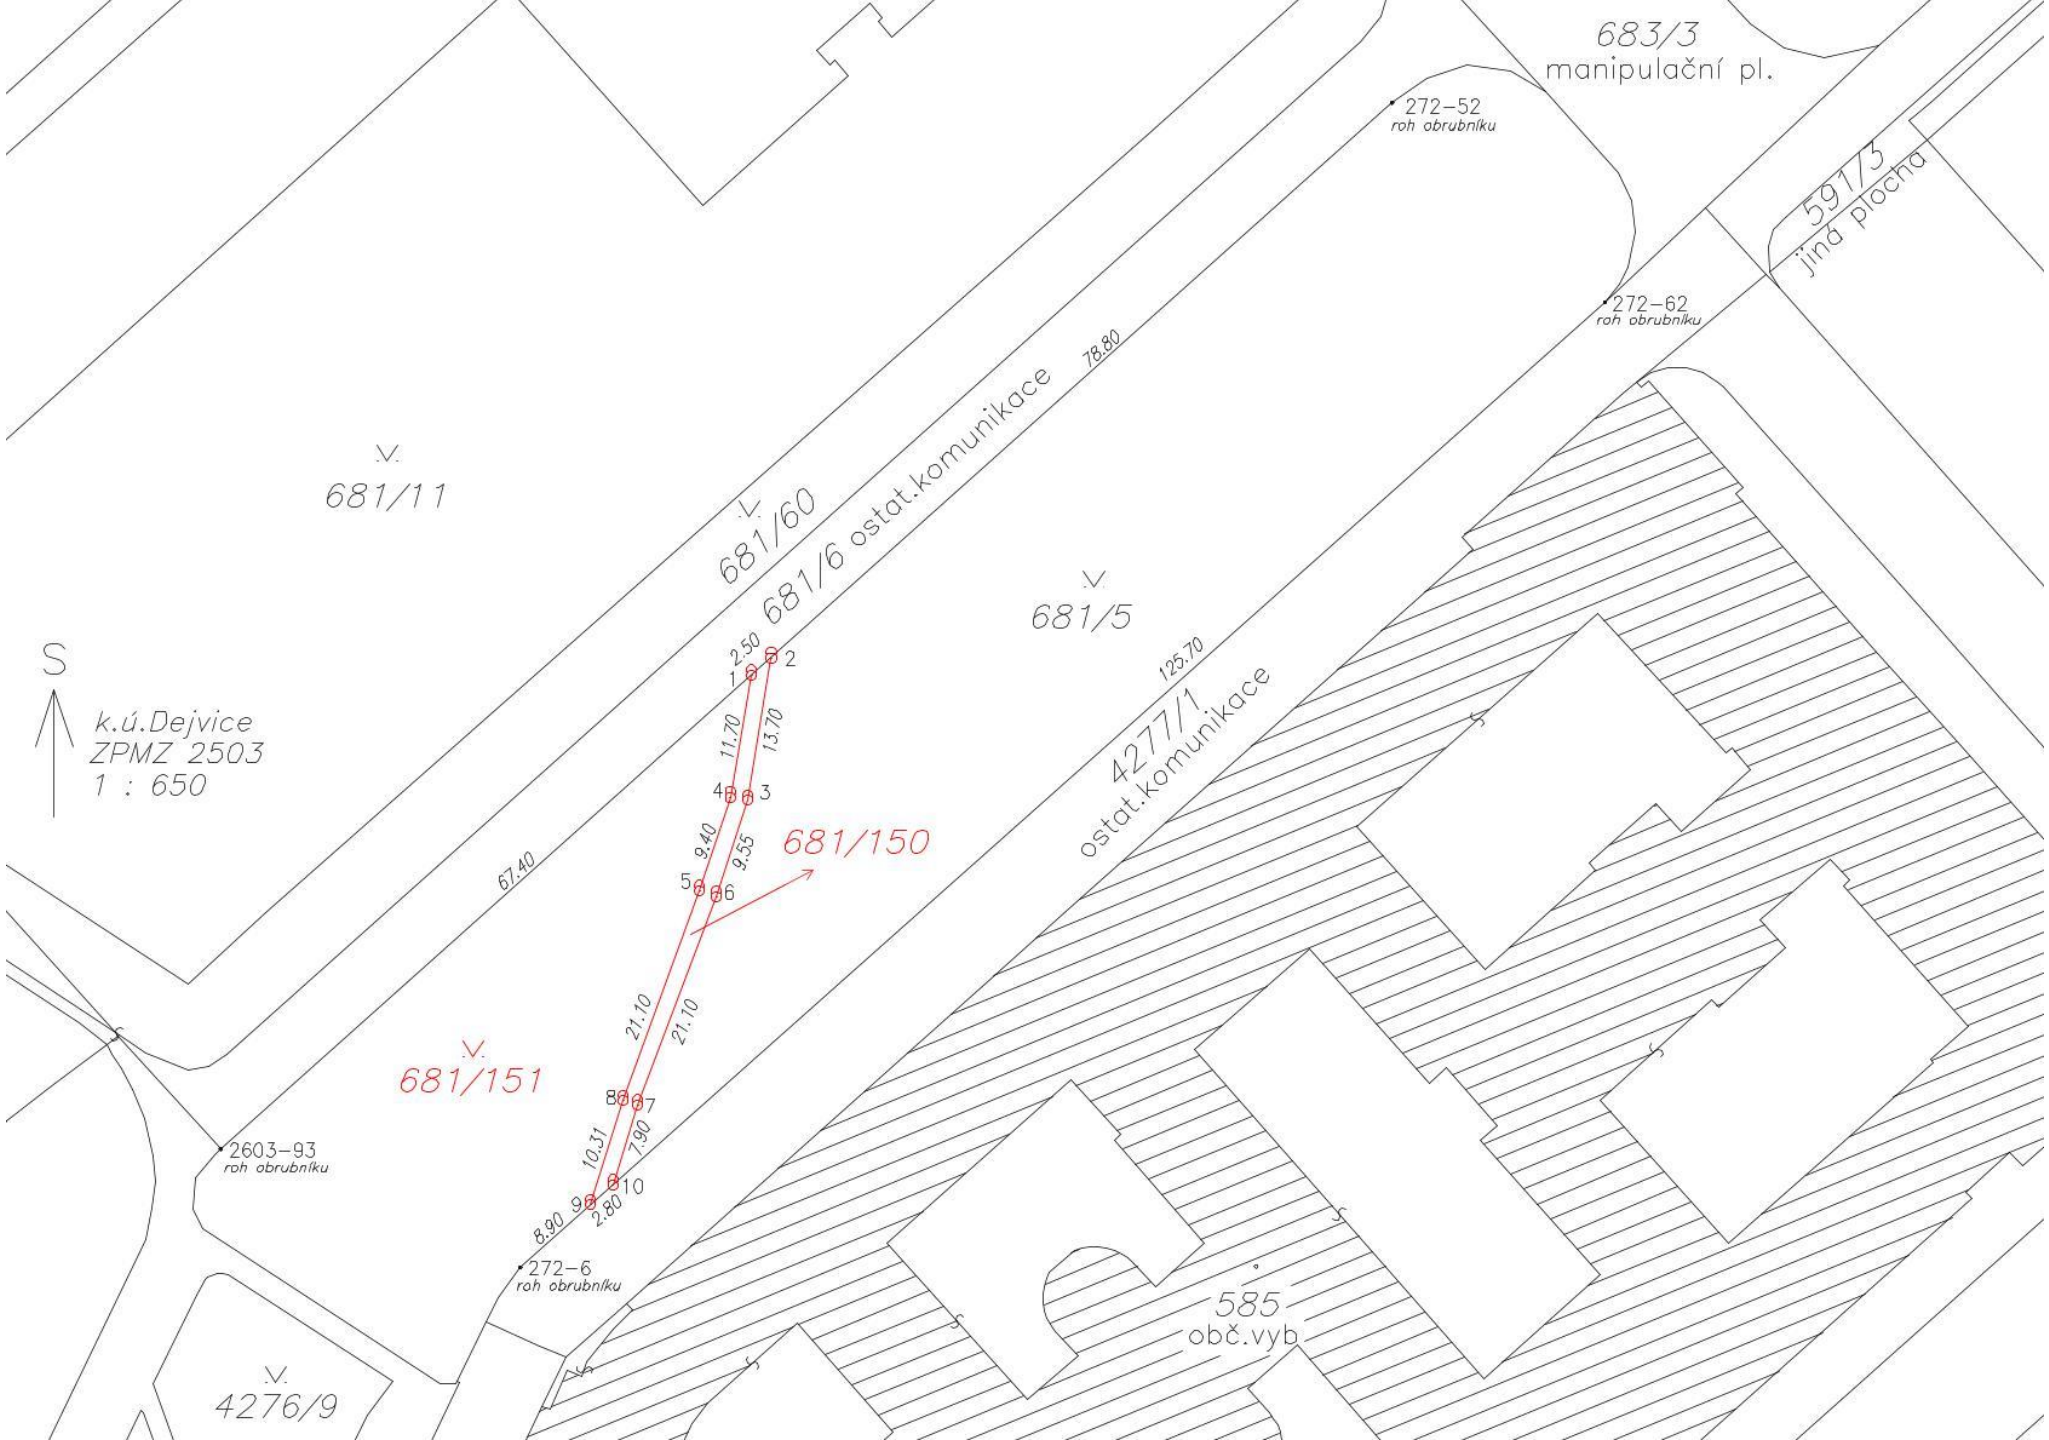 683/3
manipulační pl.
272-52
roh obrubníku
591/3
jiná plocha
272-62
roh obrubníku
78.80
681/11
681/60
681/6 ostat.komunikace
681/5
S
k.ú.Dejvice
ZPMZ 2503
1 : 650
2.50
1
2
125.70
4277/1
ostat.komunikace
11.70
13.70
4
3
67.40
9.40
9.55
681/150
5
6
21.10
21.10
681/151
8
7
2603-93
roh obrubníku
10.31
7.90
9
10
2.80
8.90
272-6
roh obrubníku
585
obč.vyb
4276/9